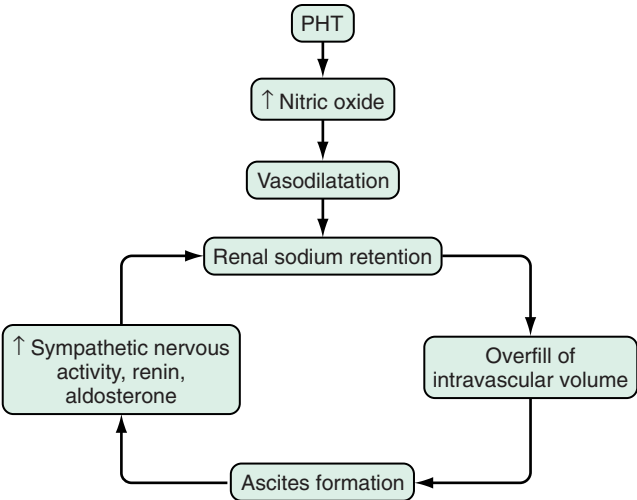 PHT
↑ Nitric oxide
Vasodilatation
Renal sodium retention
↑ Sympathetic nervous
activity, renin,
aldosterone
Overfill of
intravascular volume
Ascites formation